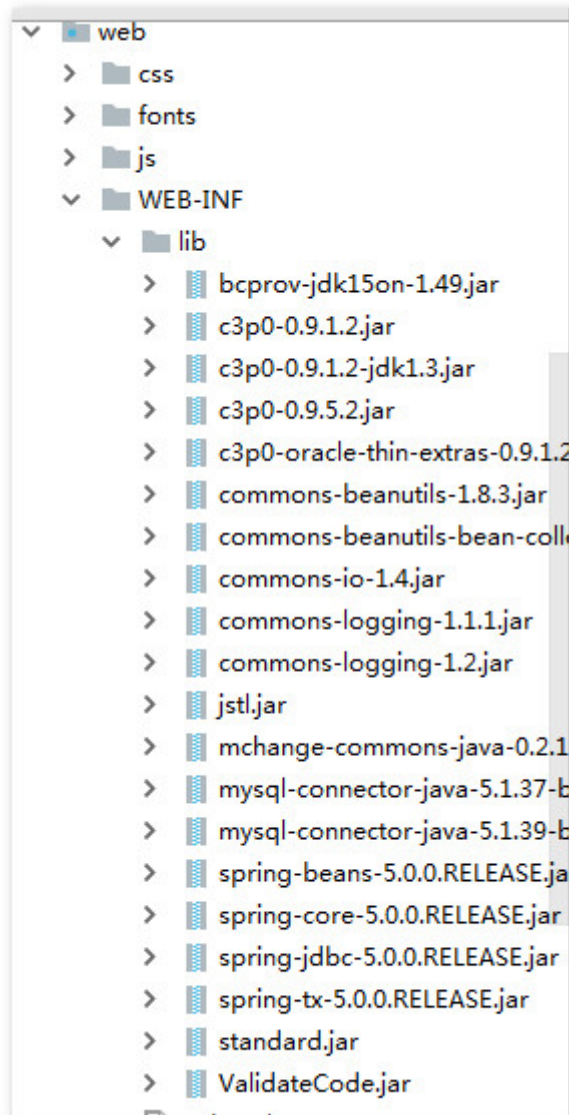 web
css
fonts
js
WEB-INF
lib
bcprov-jdk15on-1.49.jar
c3p0-0.9.1.2.jar
c3p0-0.9.1.2-jdk1.3.jar
c3p0-0.9.5.2.jar
c3p0-oracle-thin-extras-0.9.1.2
commons-beanutils-1.8.3.jar
commons-beanutils-bean-colle
commons-io-1.4.jar
commons-logging-1.1.1.jar
commons-logging-1.2.jar
jstl.jar
mchange-commons-java-0.2.1
mysql-connector-java-5.1.37-b
mysql-connector-java-5.1.39-b
spring-beans-5.0.0.RELEASE.ja
spring-core-5.0.0.RELEASE.jar
spring-jdbc-5.0.0.RELEASE.jar
spring-tx-5.0.0.RELEASE.jar
standard.jar
ValidateCode.jar